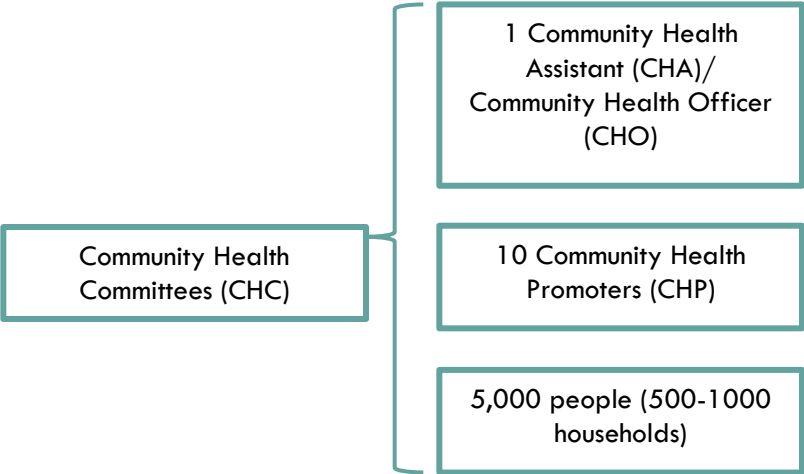 1 Community Health
Assistant (CHA)/
Community Health Officer
(CHO)
Community Health
Committees (CHC)
10 Community Health
Promoters (CHP)
5,000 people (500-1000
households)